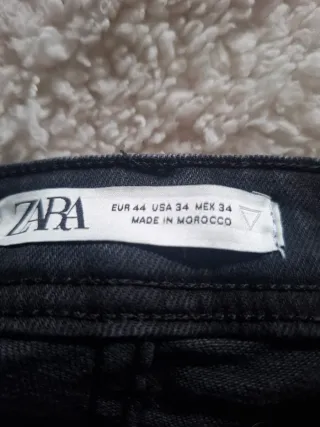 ZARA
EUR 44 USA 34 MEX 34
MADE IN MOROCCO